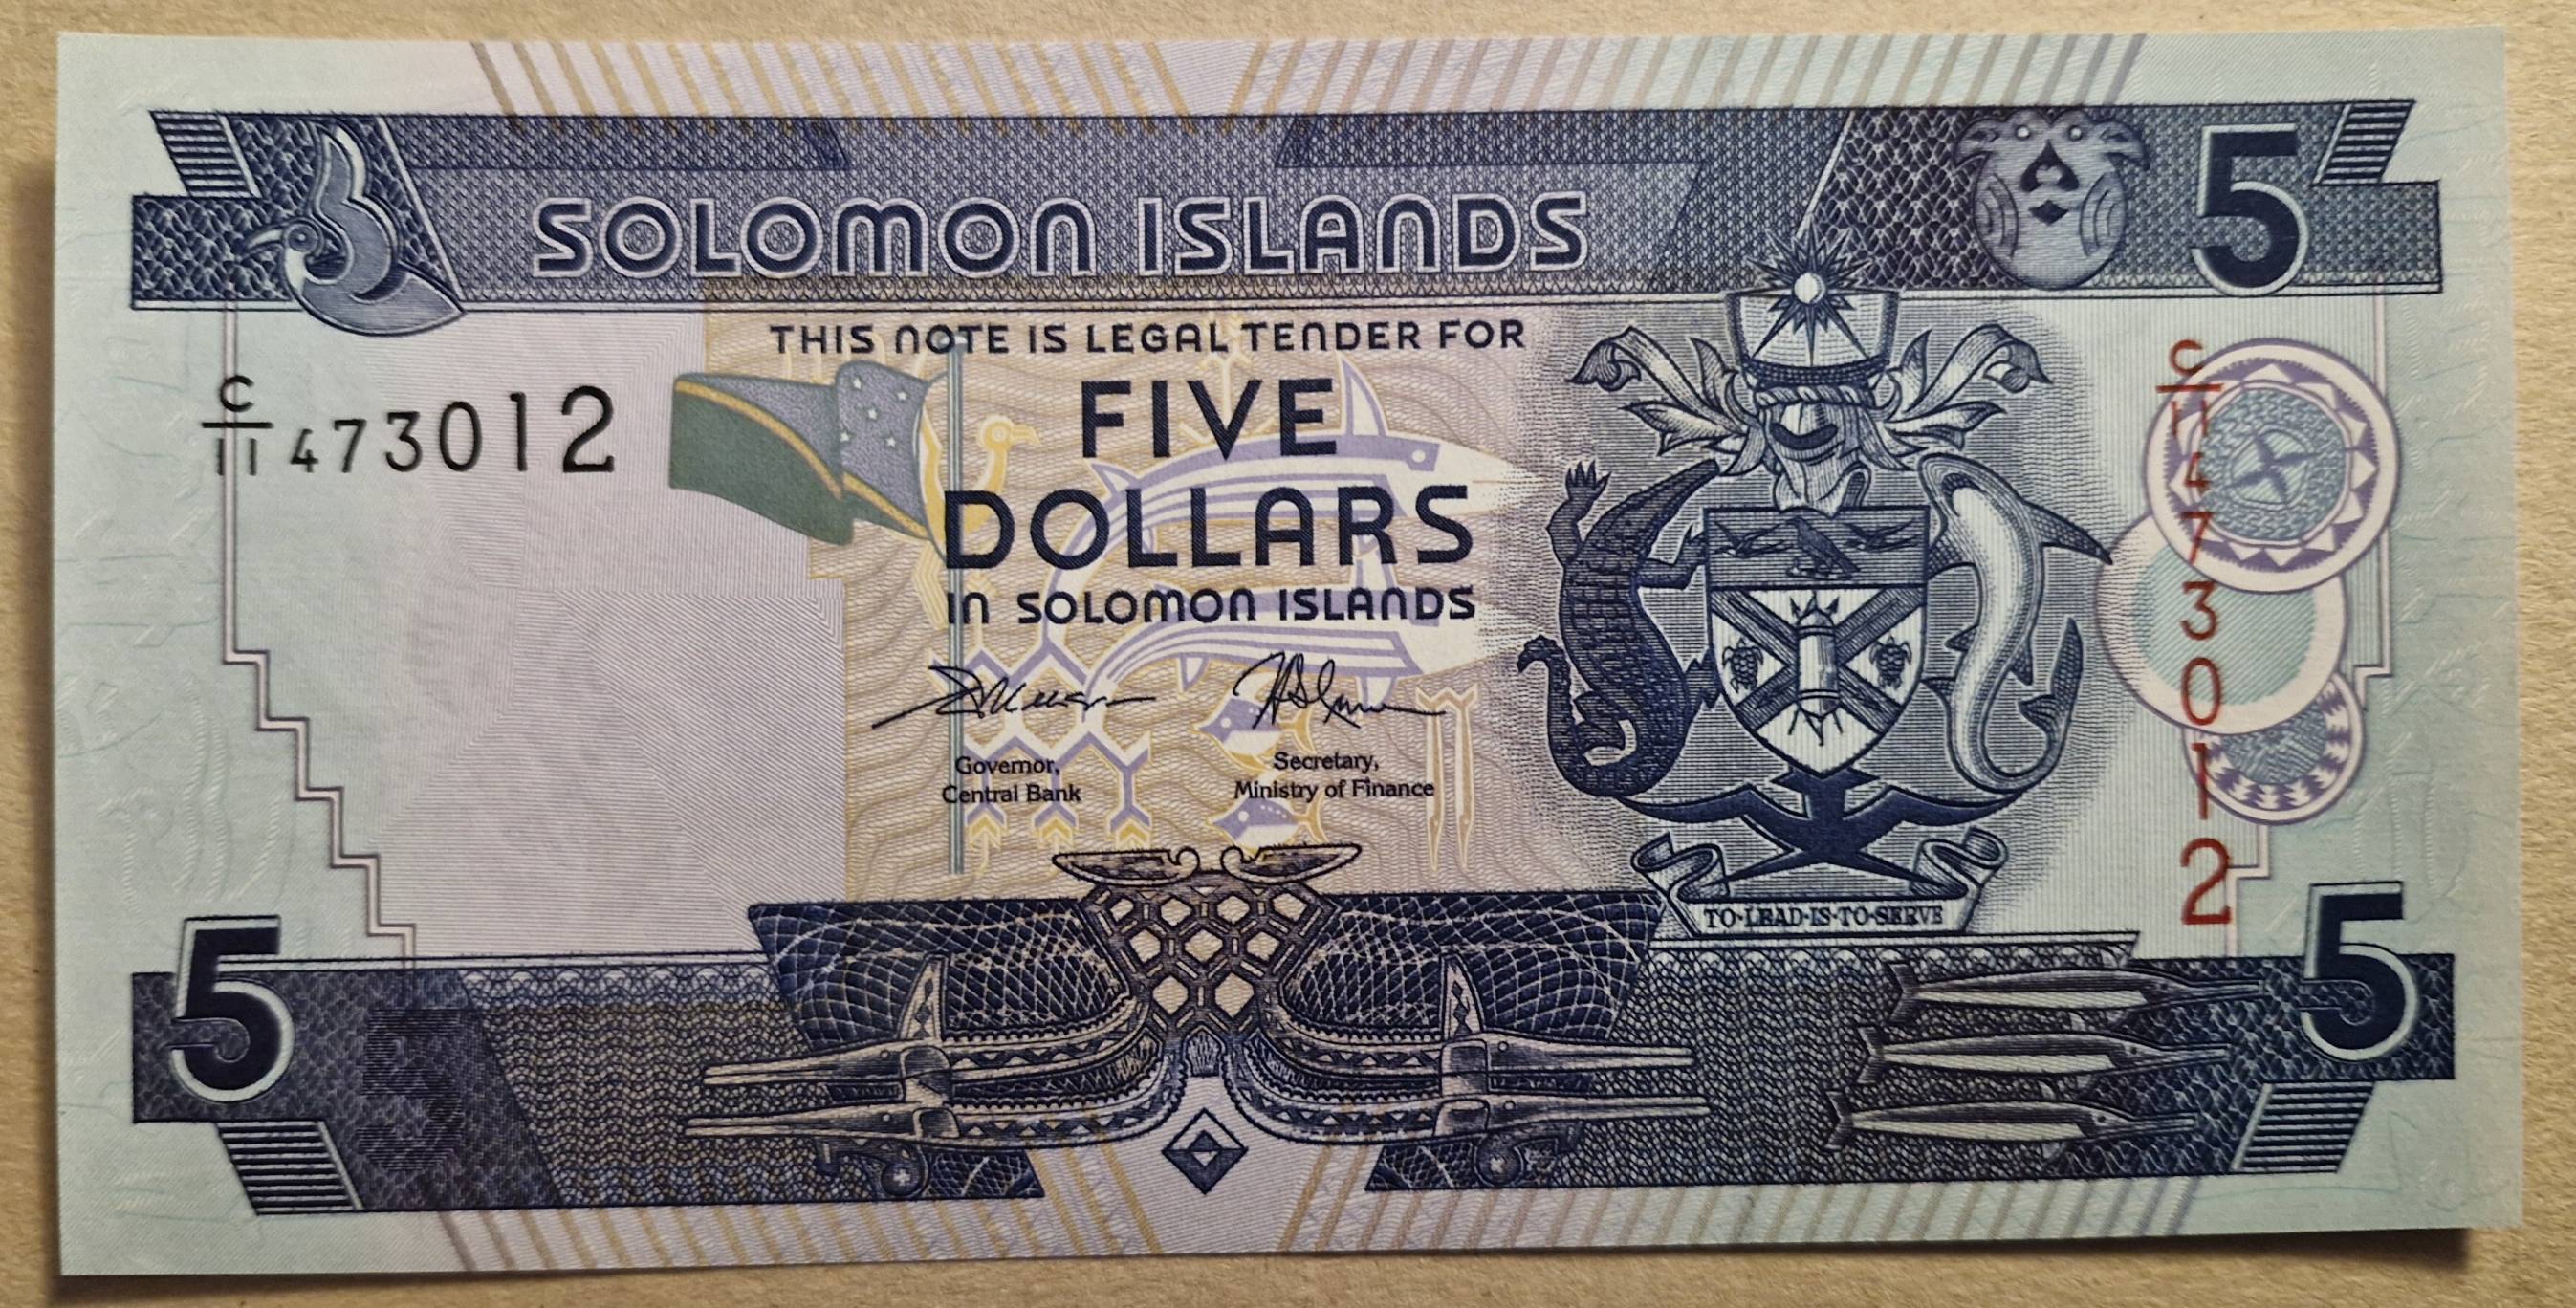 SOLOMON ISLANDS
5
THIS NOTE IS LEGAL TENDER FOR
C/11 473012
FIVE
DOLLARS
IN SOLOMON ISLANDS
C/11 473012
Governor,
Central Bank
Secretary,
Ministry of Finance
TO·LEAD·IS·TO·SERVE
5
5